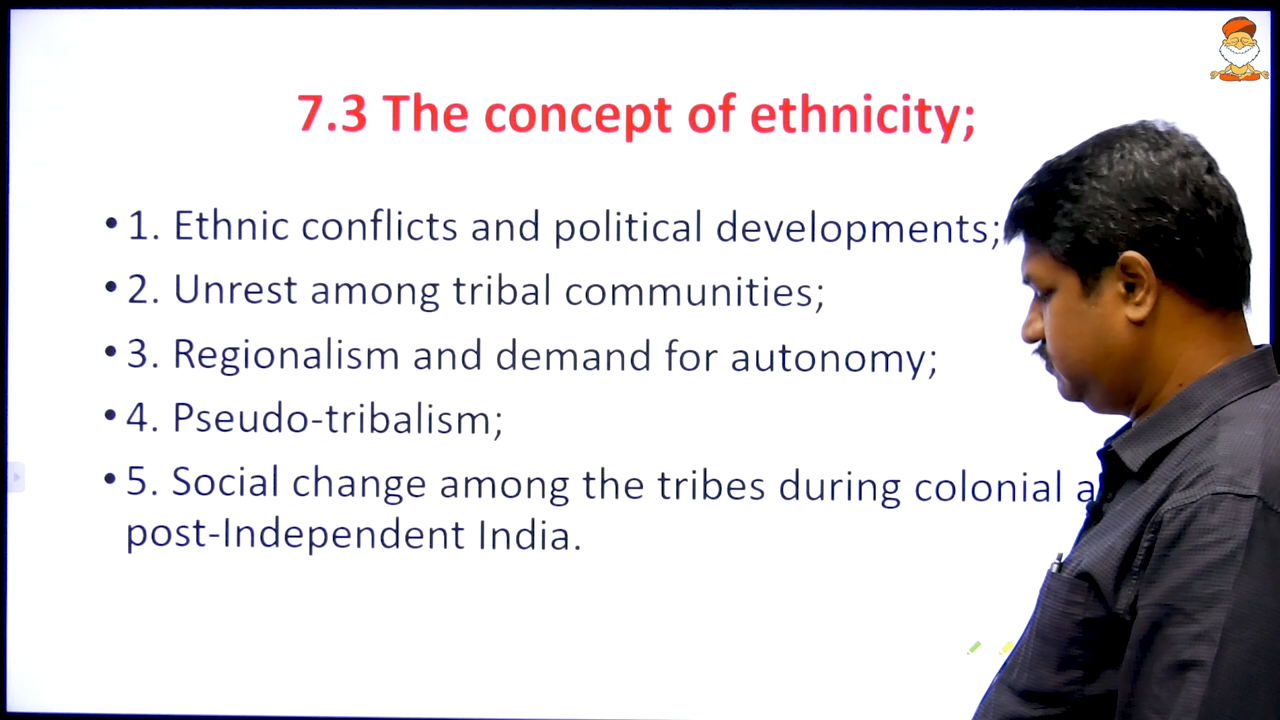 7.3 The concept of ethnicity;
• 1. Ethnic conflicts and political developments;
• 2. Unrest among tribal communities;
• 3. Regionalism and demand for autonomy;
• 4. Pseudo-tribalism;
• 5. Social change among the tribes during colonial
post-Independent India.